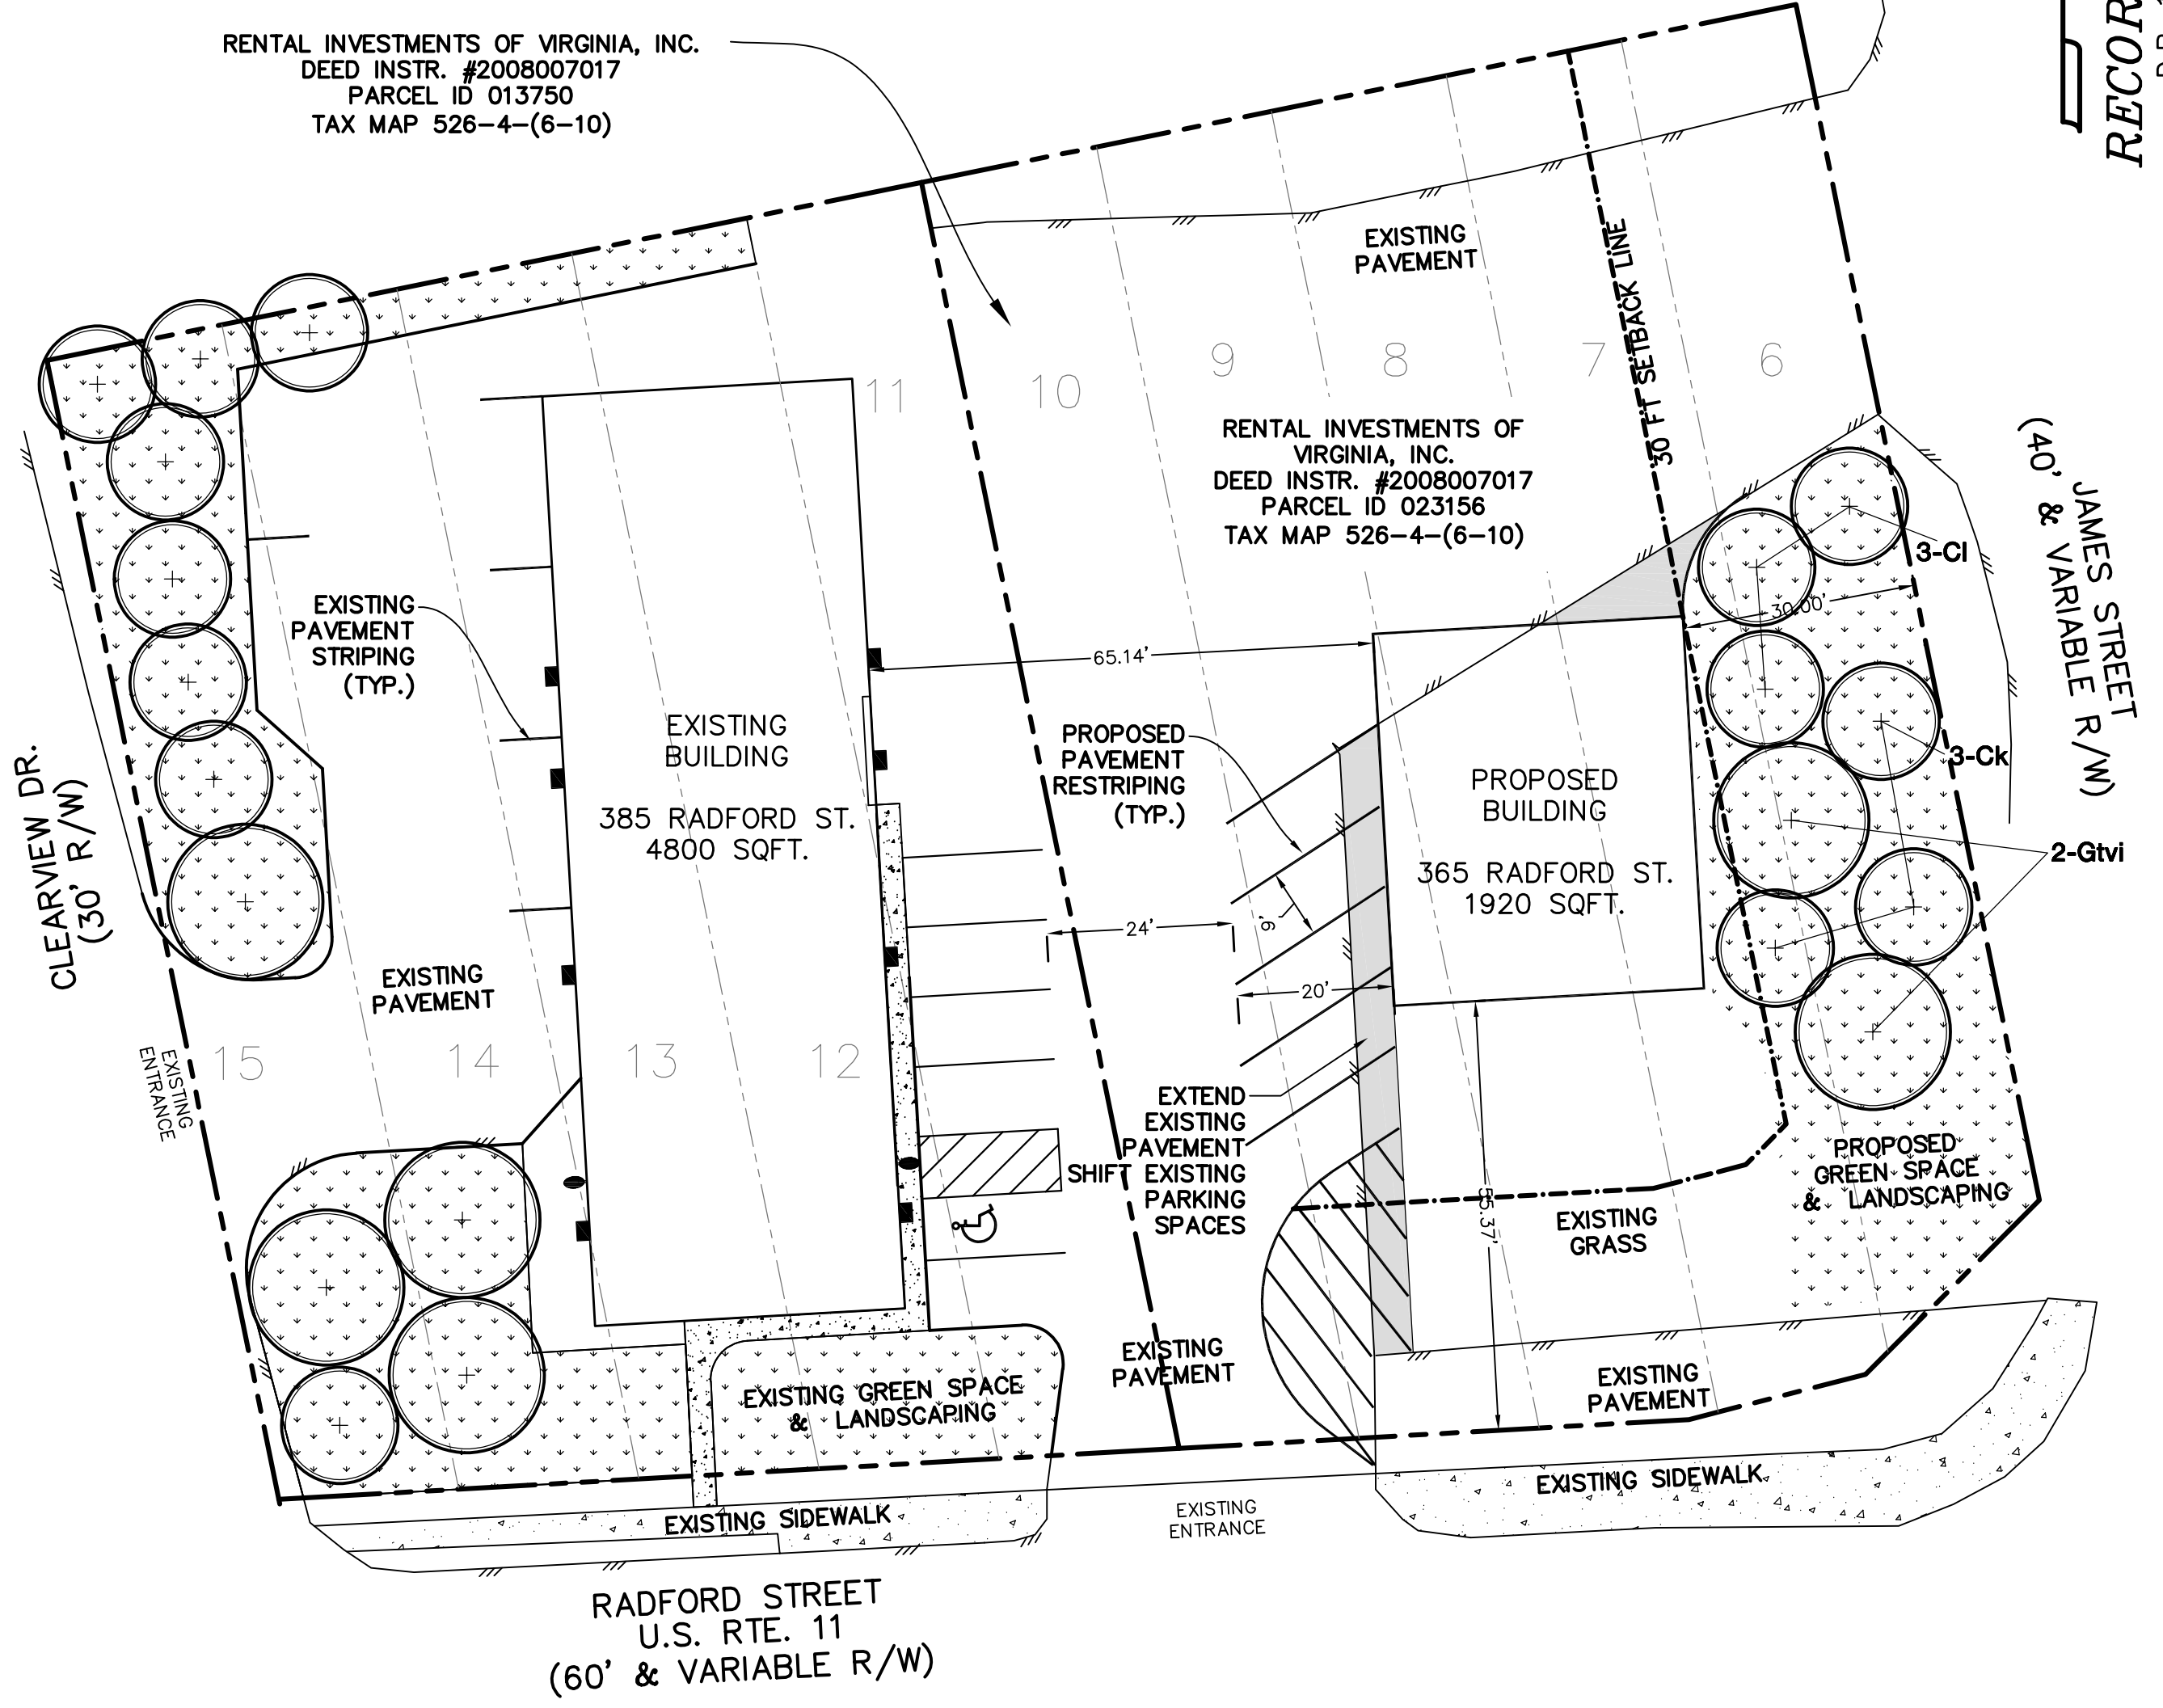 RENTAL INVESTMENTS OF VIRGINIA, INC.
DEED INSTR. #2008007017
PARCEL ID 013750
TAX MAP 526-4-(6-10)
EXISTING
PAVEMENT
30 FT SETBACK LINE
11
10
9
8
7
6
RENTAL INVESTMENTS OF
VIRGINIA, INC.
DEED INSTR. #2008007017
PARCEL ID 023156
TAX MAP 526-4-(6-10)
JAMES STREET
(40' & VARIABLE R/W)
3-Cl
30.00'
EXISTING
PAVEMENT
STRIPING
(TYP.)
65.14'
EXISTING
BUILDING
385 RADFORD ST.
4800 SQFT.
PROPOSED
PAVEMENT
RESTRIPING
(TYP.)
PROPOSED
BUILDING
365 RADFORD ST.
1920 SQFT.
3-Ck
2-Gtvi
CLEARVIEW DR.
(30' R/W)
24'
9'
20'
EXISTING
PAVEMENT
EXISTING
ENTRANCE
15
14
13
12
EXTEND
EXISTING
PAVEMENT
SHIFT EXISTING
PARKING
SPACES
55.37'
EXISTING
GRASS
PROPOSED
GREEN SPACE
& LANDSCAPING
EXISTING GREEN SPACE
& LANDSCAPING
EXISTING
PAVEMENT
EXISTING
PAVEMENT
EXISTING SIDEWALK
EXISTING SIDEWALK
EXISTING
ENTRANCE
RADFORD STREET
U.S. RTE. 11
(60' & VARIABLE R/W)
RECOR